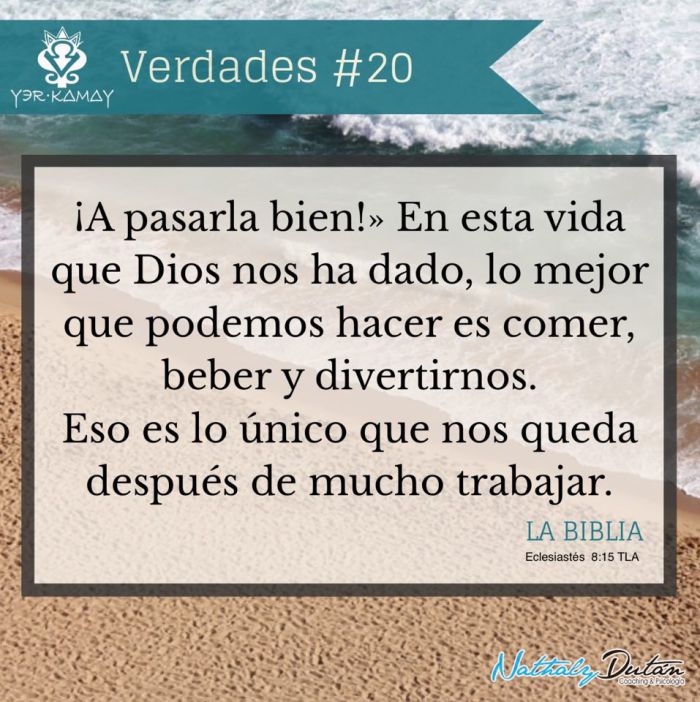 Verdades #20
YƎR·KAMAY
¡A pasarla bien!» En esta vida
que Dios nos ha dado, lo mejor
que podemos hacer es comer,
beber y divertirnos.
Eso es lo único que nos queda
después de mucho trabajar.
LA BIBLIA
Eclesiastés 8:15 TLA
Nathaly Dután
Coaching & Psicología